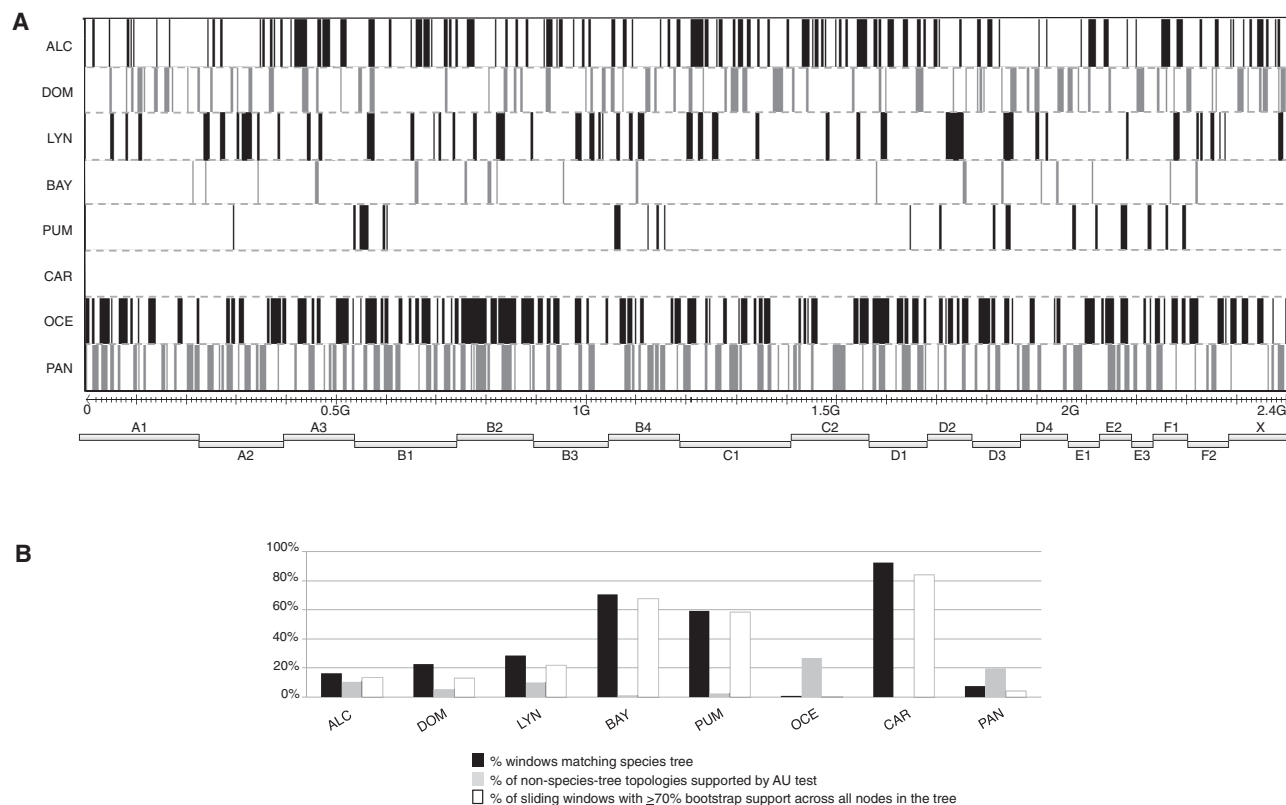 A
ALC
DOM
LYN
BAY
PUM
CAR
OCE
PAN
0 0.5G 1G 1.5G 2G 2.4G
A1 A3 B2 B4 C2 D2 D4 E2 F1 X
A2 B1 B3 C1 D1 D3 E1 E3 F2
B
100%
80%
60%
40%
20%
0%
ALC DOM LYN BAY PUM OCE CAR PAN
% windows matching species tree
% of non-species-tree topologies supported by AU test
% of sliding windows with ≥70% bootstrap support across all nodes in the tree